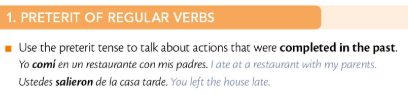 1. PRETERIT OF REGULAR VERBS
Use the preterit tense to talk about actions that were completed in the past.
Yo comí en un restaurante con mis padres. I ate at a restaurant with my parents.
Ustedes salieron de la casa tarde. You left the house late.